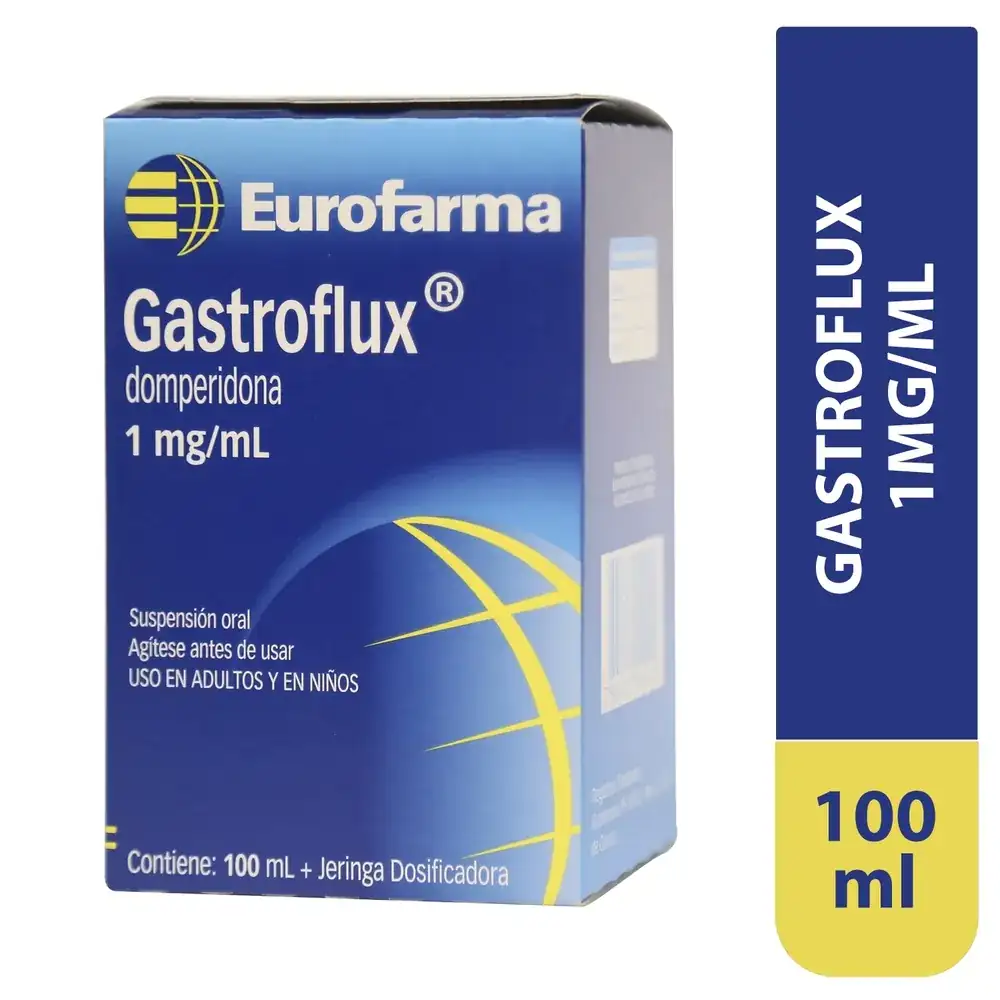 Eurofarma
Gastroflux®
domperidona
1 mg/mL
Suspensión oral
Agítese antes de usar
USO EN ADULTOS Y EN NIÑOS
Contiene: 100 mL + Jeringa Dosificadora
GASTROFLUX
1MG/ML
100
ml